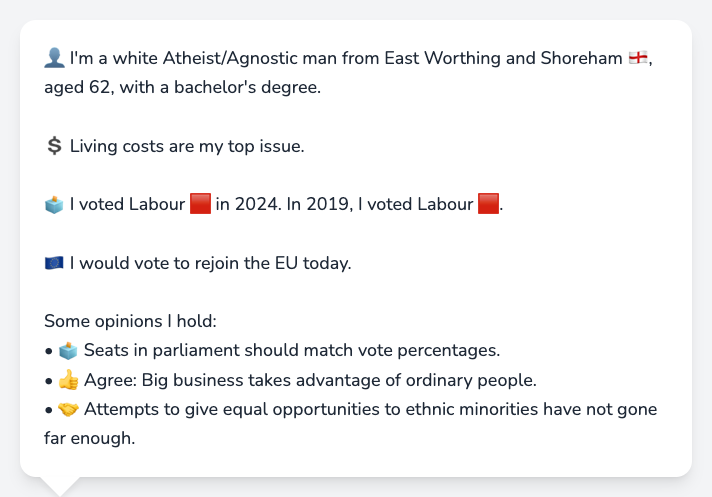 👤 I'm a white Atheist/Agnostic man from East Worthing and Shoreham 🏴󠁧󠁢󠁥󠁮󠁧󠁿,
aged 62, with a bachelor's degree.
💲 Living costs are my top issue.
🗳️ I voted Labour 🟥 in 2024. In 2019, I voted Labour 🟥.
🇪🇺 I would vote to rejoin the EU today.
Some opinions I hold:
• 🗳️ Seats in parliament should match vote percentages.
• 👍 Agree: Big business takes advantage of ordinary people.
• 🤝 Attempts to give equal opportunities to ethnic minorities have not gone
far enough.